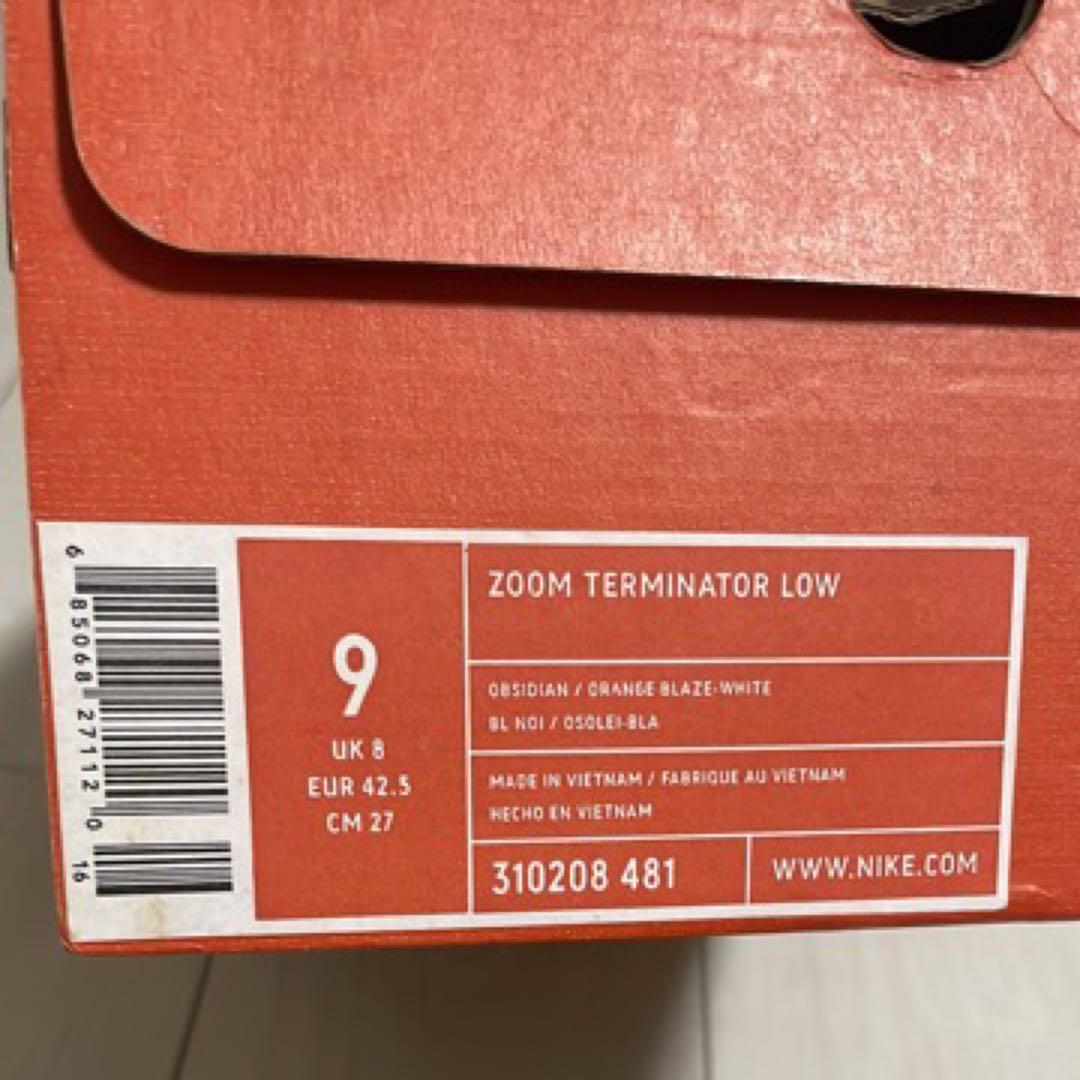 6 85068 27112 0 16
9
UK 8
EUR 42.5
CM 27
ZOOM TERMINATOR LOW
OBSIDIAN / ORANGE BLAZE-WHITE
BL NOI / OSOLEI-BLA
MADE IN VIETNAM / FABRIQUE AU VIETNAM
HECHO EN VIETNAM
310208 481
WWW.NIKE.COM